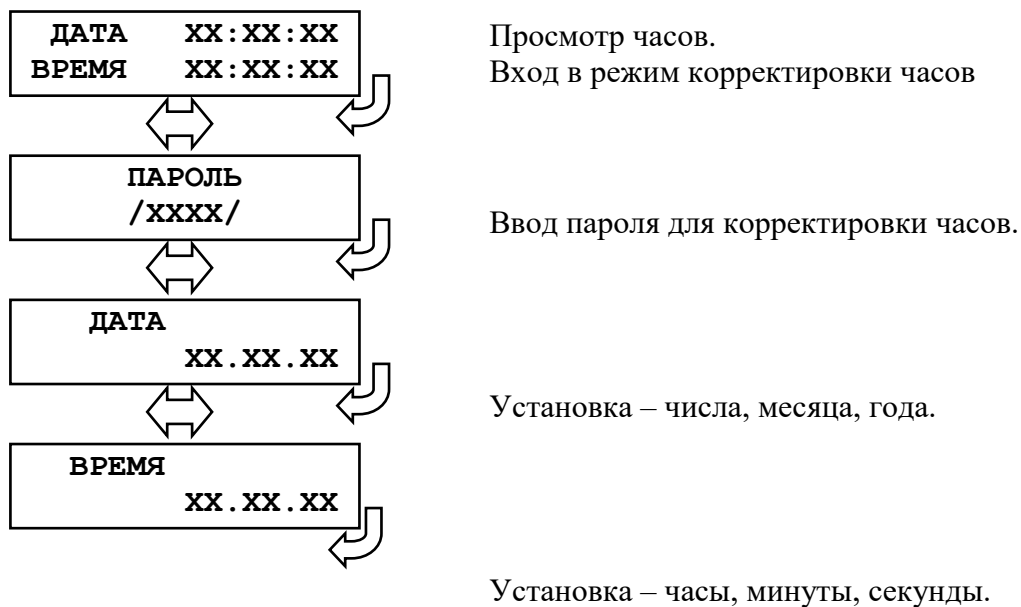 ДАТА XX:XX:XX
ВРЕМЯ XX:XX:XX
Просмотр часов.
Вход в режим корректировки часов
ПАРОЛЬ
/XXXX/
Ввод пароля для корректировки часов.
ДАТА
XX.XX.XX
Установка – числа, месяца, года.
ВРЕМЯ
XX.XX.XX
Установка – часы, минуты, секунды.